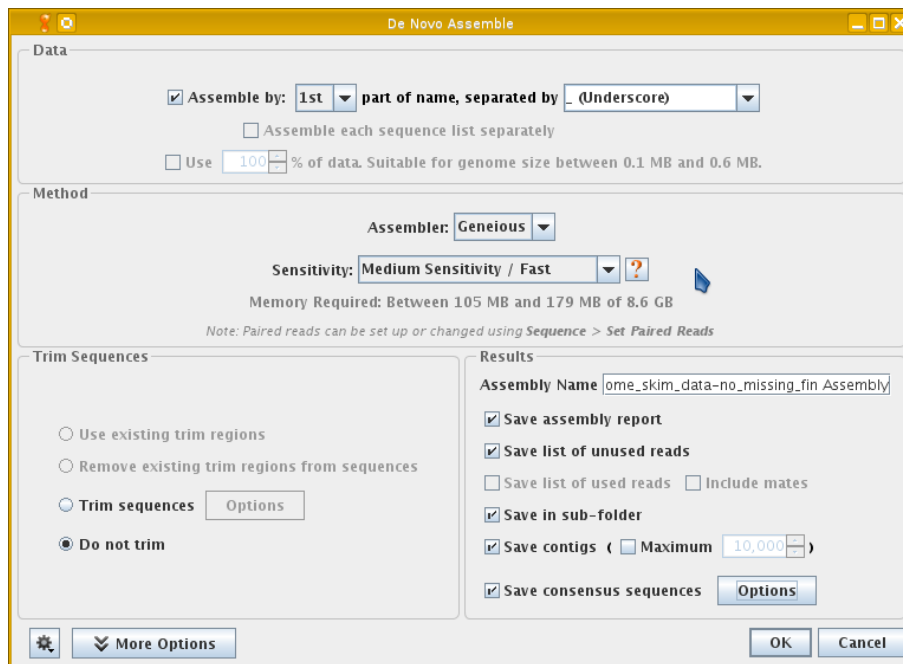 De Novo Assemble
Data
Assemble by: 1st part of name, separated by _ (Underscore)
Assemble each sequence list separately
Use 100 % of data. Suitable for genome size between 0.1 MB and 0.6 MB.
Method
Assembler: Geneious
Sensitivity: Medium Sensitivity / Fast ?
Memory Required: Between 105 MB and 179 MB of 8.6 GB
Note: Paired reads can be set up or changed using Sequence > Set Paired Reads
Trim Sequences
Use existing trim regions
Remove existing trim regions from sequences
Trim sequences Options
Do not trim
Results
Assembly Name ome_skim_data-no_missing_fin Assembly
Save assembly report
Save list of unused reads
Save list of used reads Include mates
Save in sub-folder
Save contigs ( Maximum 10,000 )
Save consensus sequences Options
More Options
OK Cancel